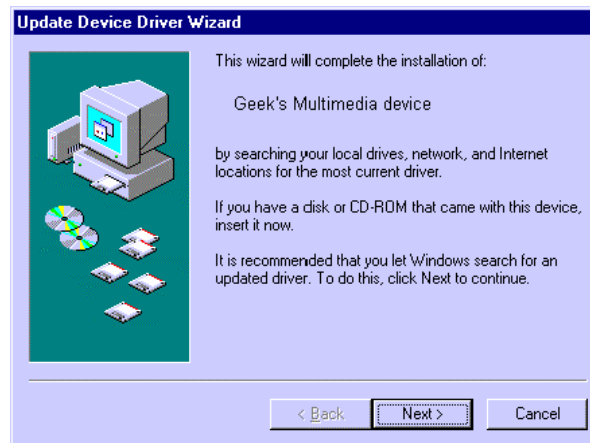 Update Device Driver Wizard
This wizard will complete the installation of:
Geek's Multimedia device
by searching your local drives, network, and Internet
locations for the most current driver.
If you have a disk or CD-ROM that came with this device,
insert it now.
It is recommended that you let Windows search for an
updated driver. To do this, click Next to continue.
< Back Next > Cancel